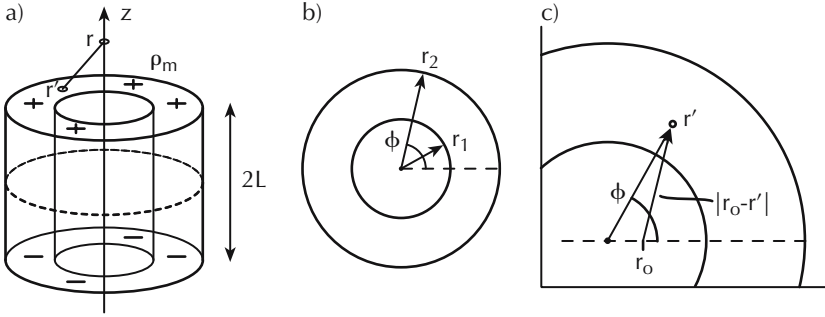 a)
z
r
ρm
r'
+ + + +
2L
− − − −
b)
r2
ϕ
r1
c)
r'
ϕ
|ro-r'|
ro